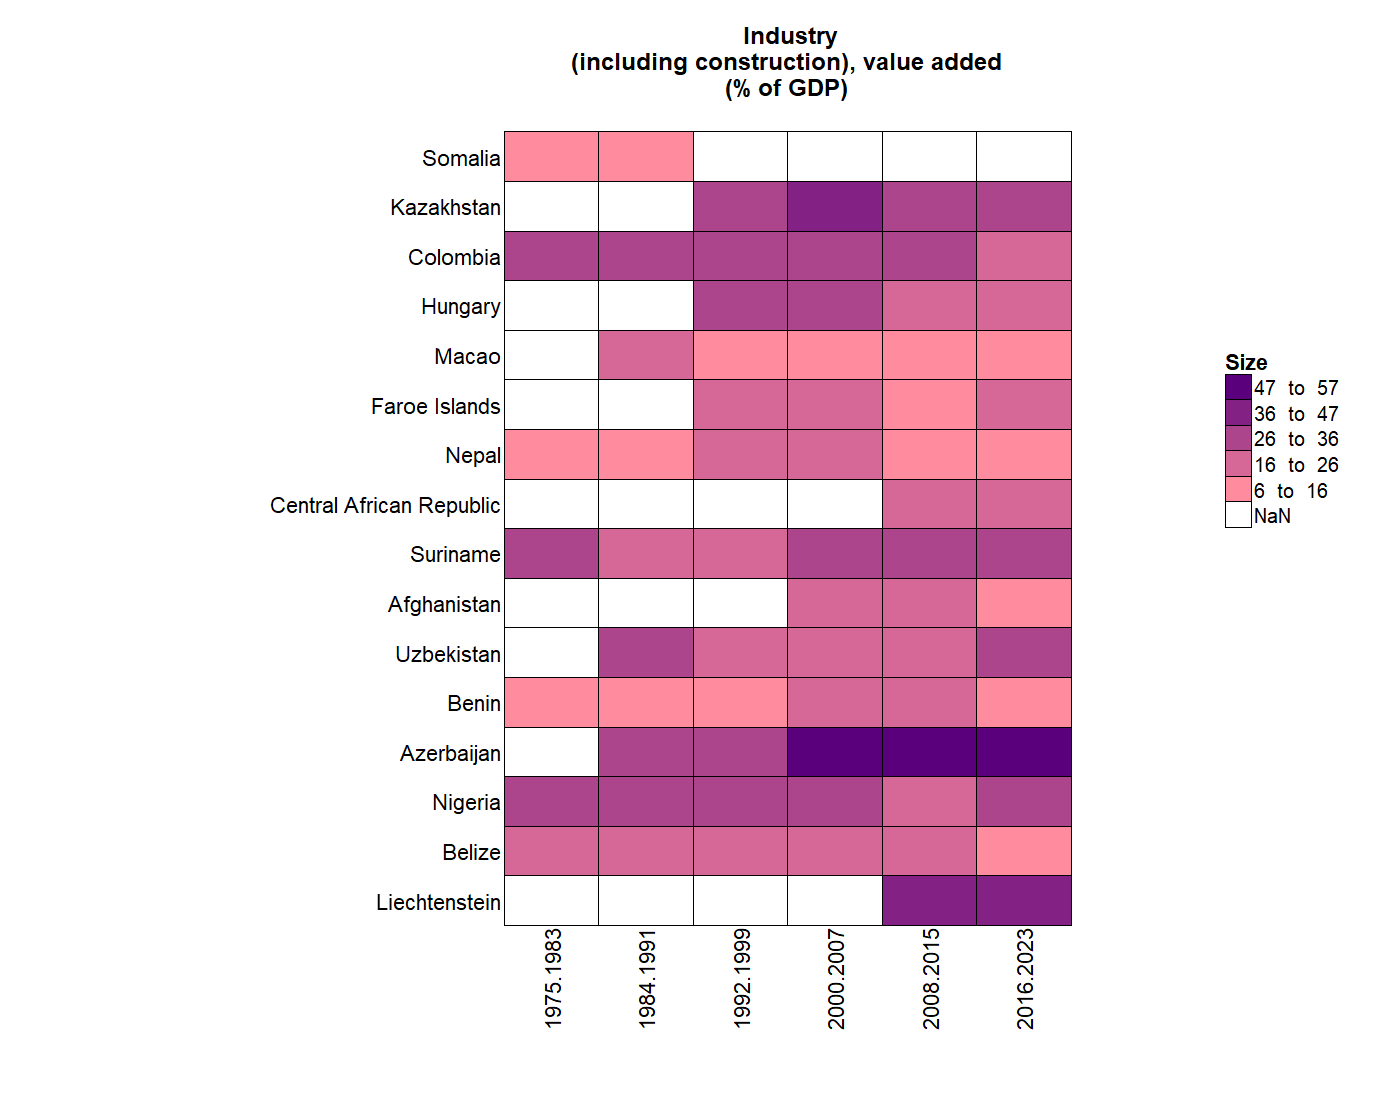 Industry
(including construction), value added
(% of GDP)
Somalia
Kazakhstan
Colombia
Hungary
Macao
Faroe Islands
Nepal
Central African Republic
Suriname
Afghanistan
Uzbekistan
Benin
Azerbaijan
Nigeria
Belize
Liechtenstein
1975.1983
1984.1991
1992.1999
2000.2007
2008.2015
2016.2023
Size
47 to 57
36 to 47
26 to 36
16 to 26
6 to 16
NaN